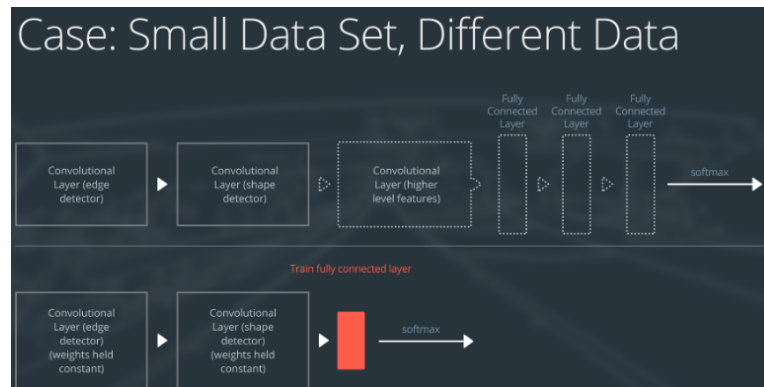 Case: Small Data Set, Different Data
Fully
Connected
Layer
Fully
Connected
Layer
Fully
Connected
Layer
Convolutional
Layer (edge
detector)
Convolutional
Layer (shape
detector)
Convolutional
Layer (higher
level features)
softmax
Train fully connected layer
Convolutional
Layer (edge
detector)
(weights held
constant)
Convolutional
Layer (shape
detector)
(weights held
constant)
softmax